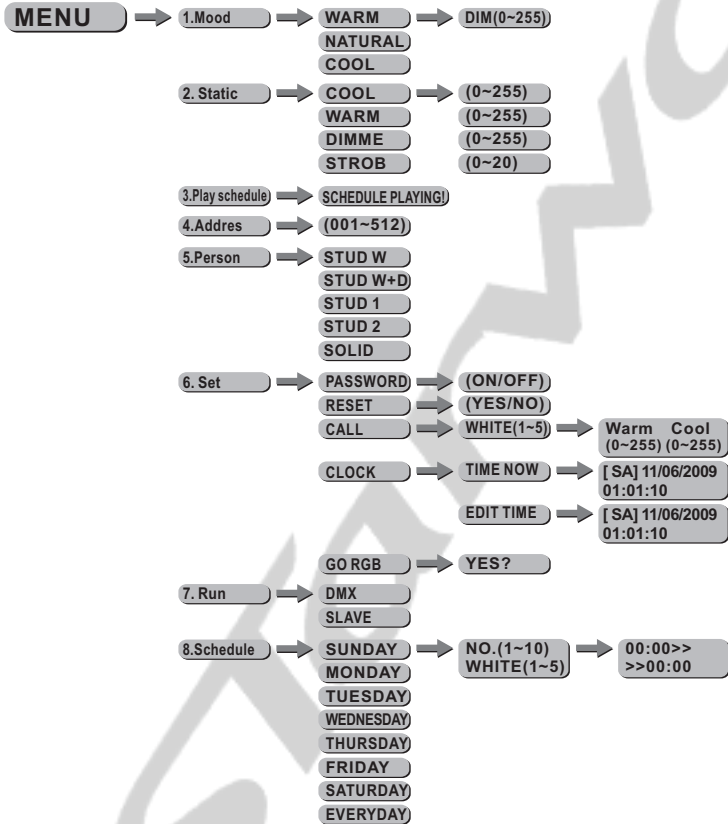 MENU 1.Mood WARM DIM(0~255)
NATURAL
COOL
2. Static COOL (0~255)
WARM (0~255)
DIMME (0~255)
STROB (0~20)
3.Play schedule SCHEDULE PLAYING!
4.Addres (001~512)
5.Person STUD W
STUD W+D
STUD 1
STUD 2
SOLID
6. Set PASSWORD (ON/OFF)
RESET (YES/NO)
CALL WHITE(1~5) Warm Cool
(0~255) (0~255)
CLOCK TIME NOW [ SA] 11/06/2009
01:01:10
EDIT TIME [ SA] 11/06/2009
01:01:10
GO RGB YES?
7. Run DMX
SLAVE
8.Schedule SUNDAY NO.(1~10) 00:00>>
WHITE(1~5) >>00:00
MONDAY
TUESDAY
WEDNESDAY
THURSDAY
FRIDAY
SATURDAY
EVERYDAY